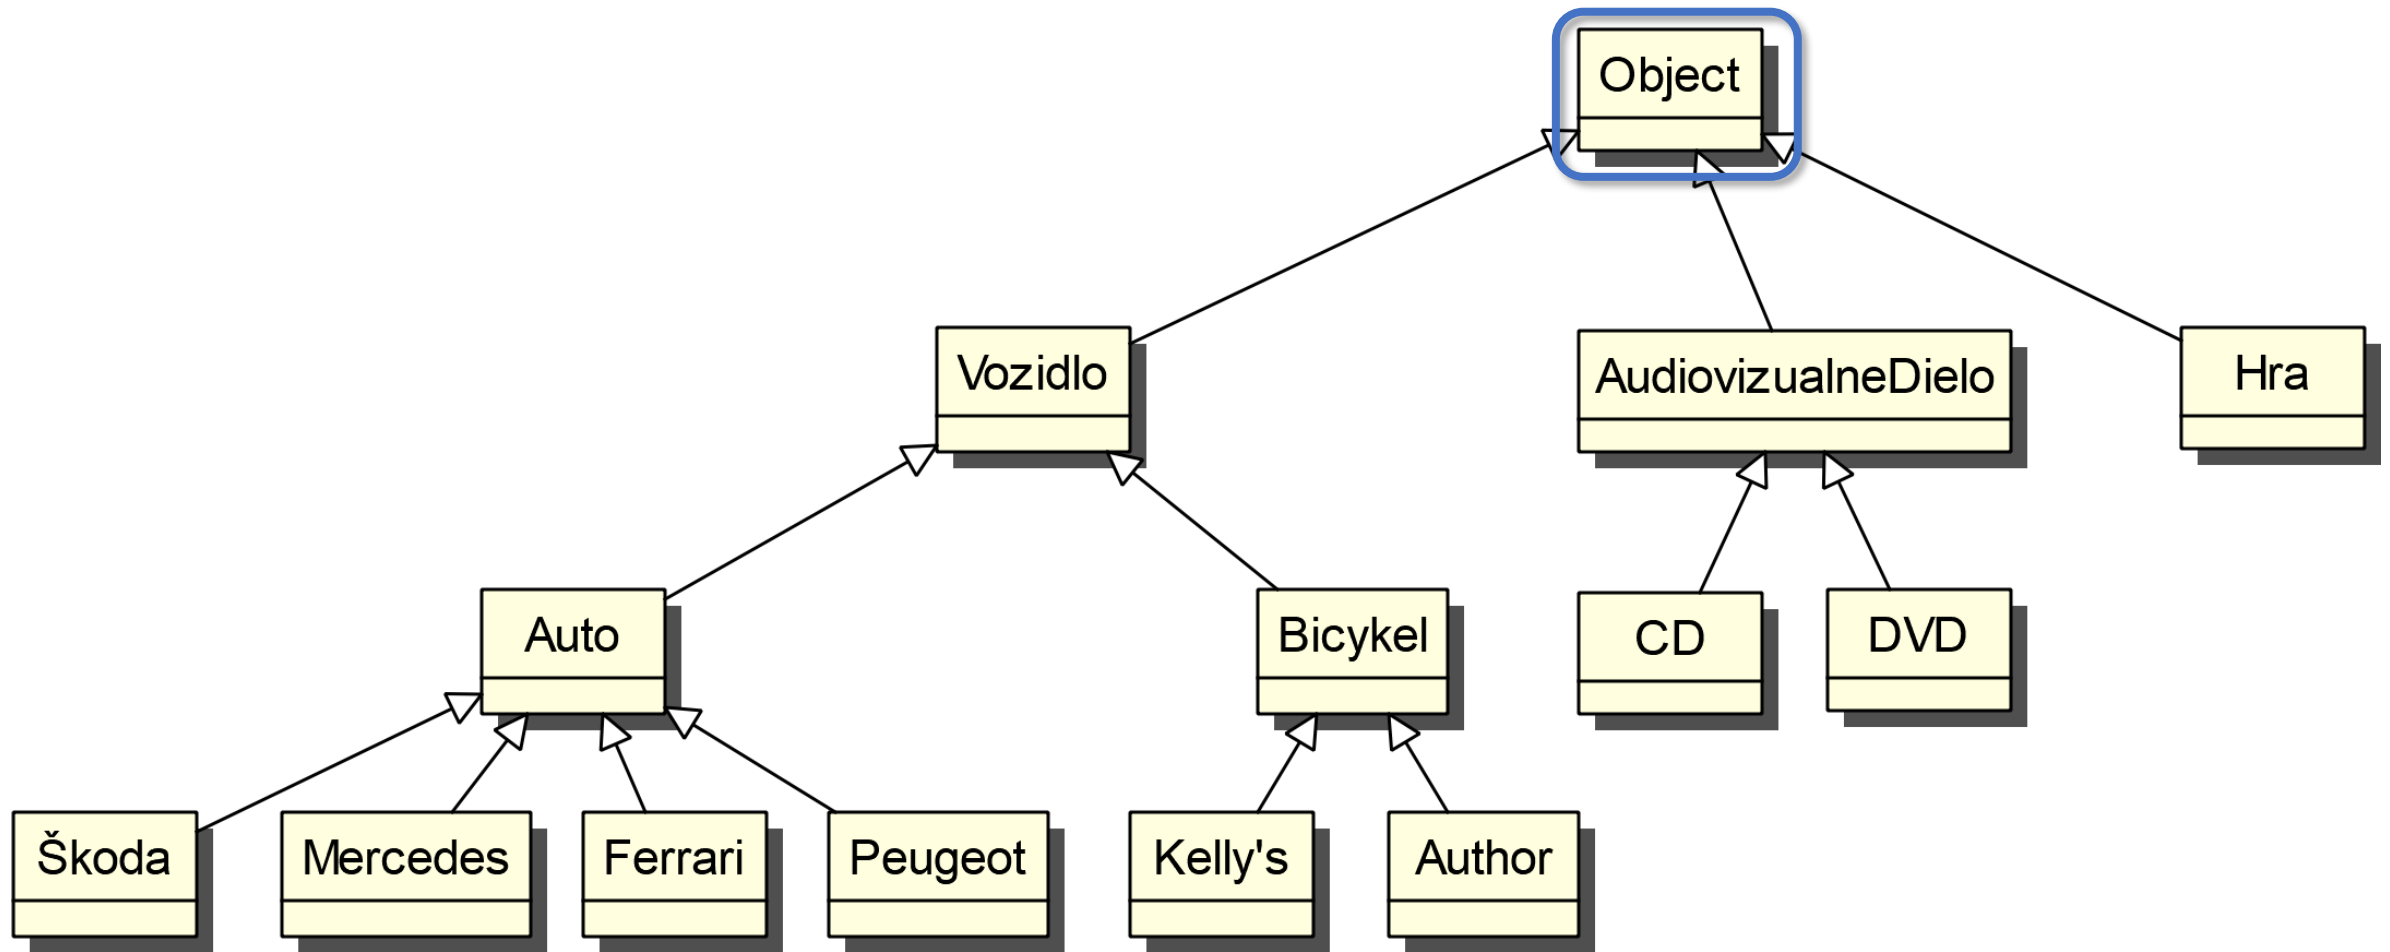 Object
Vozidlo
AudiovizualneDielo
Hra
Auto
Bicykel
CD
DVD
Škoda
Mercedes
Ferrari
Peugeot
Kelly's
Author